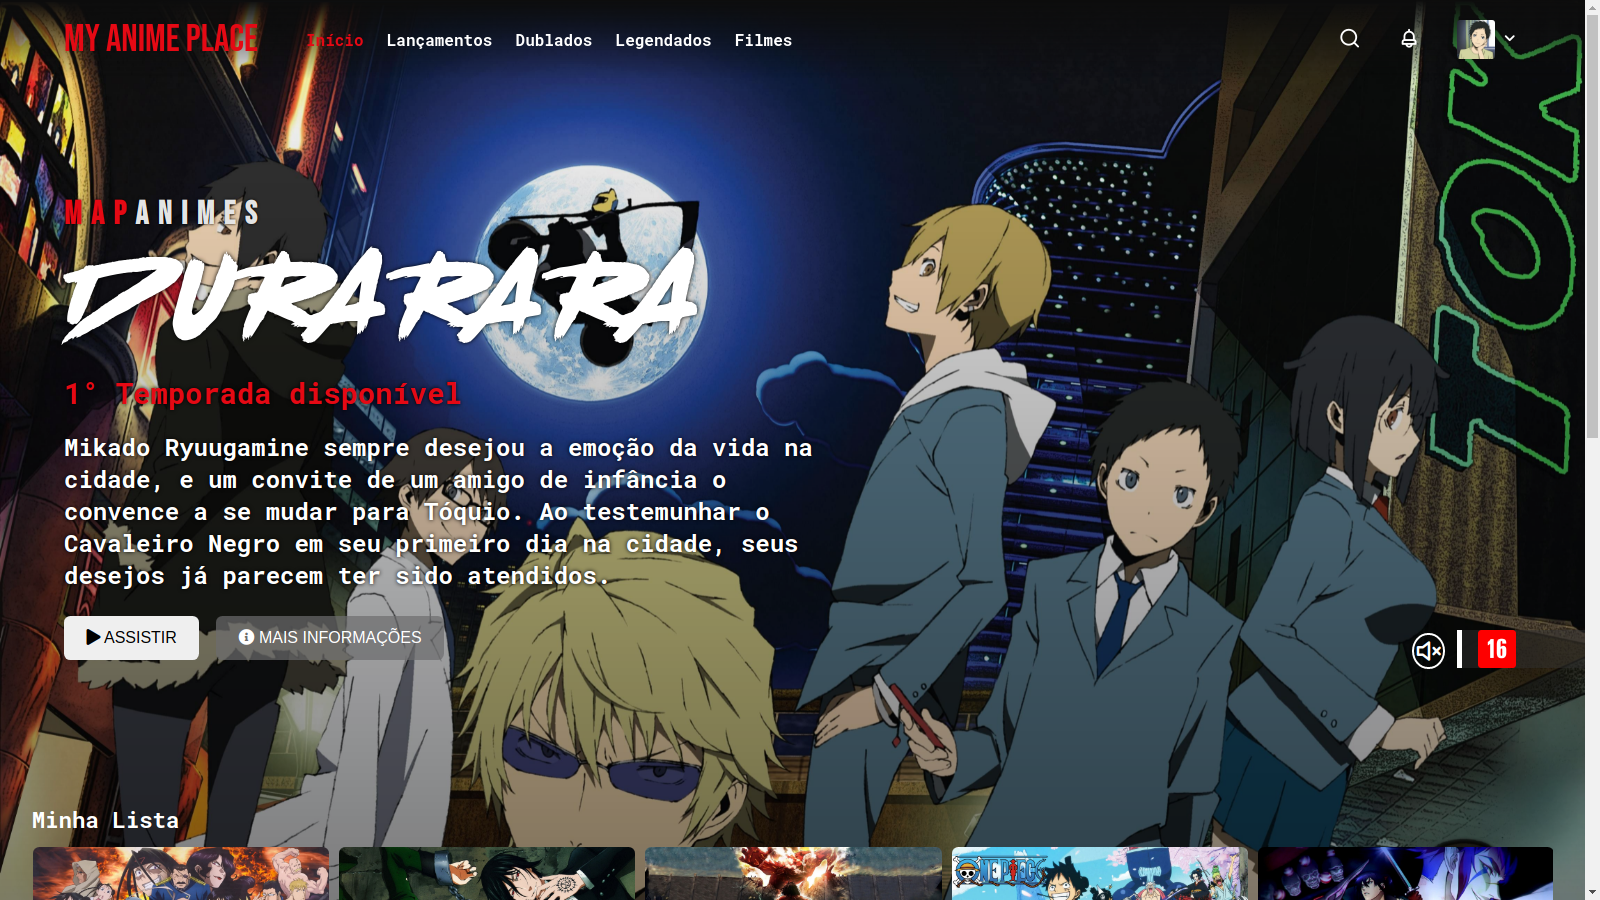 MY ANIME PLACE
Início
Lançamentos
Dublados
Legendados
Filmes
MAPANIMES
DURARARA
1° Temporada disponível
Mikado Ryuugamine sempre desejou a emoção da vida na
cidade, e um convite de um amigo de infância o
convence a se mudar para Tóquio. Ao testemunhar o
Cavaleiro Negro em seu primeiro dia na cidade, seus
desejos já parecem ter sido atendidos.
ASSISTIR
MAIS INFORMAÇÕES
16
TOK
Minha Lista
ONE PIECE